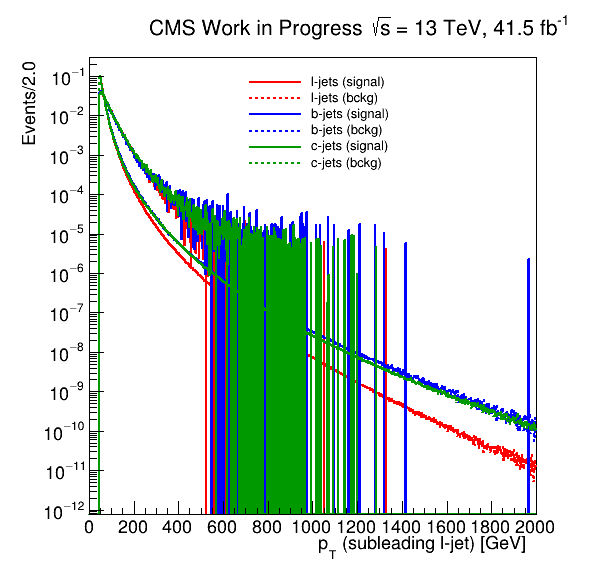 CMS Work in Progress √s = 13 TeV, 41.5 fb⁻¹
Events/2.0
l-jets (signal)
l-jets (bckg)
b-jets (signal)
b-jets (bckg)
c-jets (signal)
c-jets (bckg)
10⁻¹
10⁻²
10⁻³
10⁻⁴
10⁻⁵
10⁻⁶
10⁻⁷
10⁻⁸
10⁻⁹
10⁻¹⁰
10⁻¹¹
10⁻¹²
0 200 400 600 800 1000 1200 1400 1600 1800 2000
p_T (subleading l-jet) [GeV]